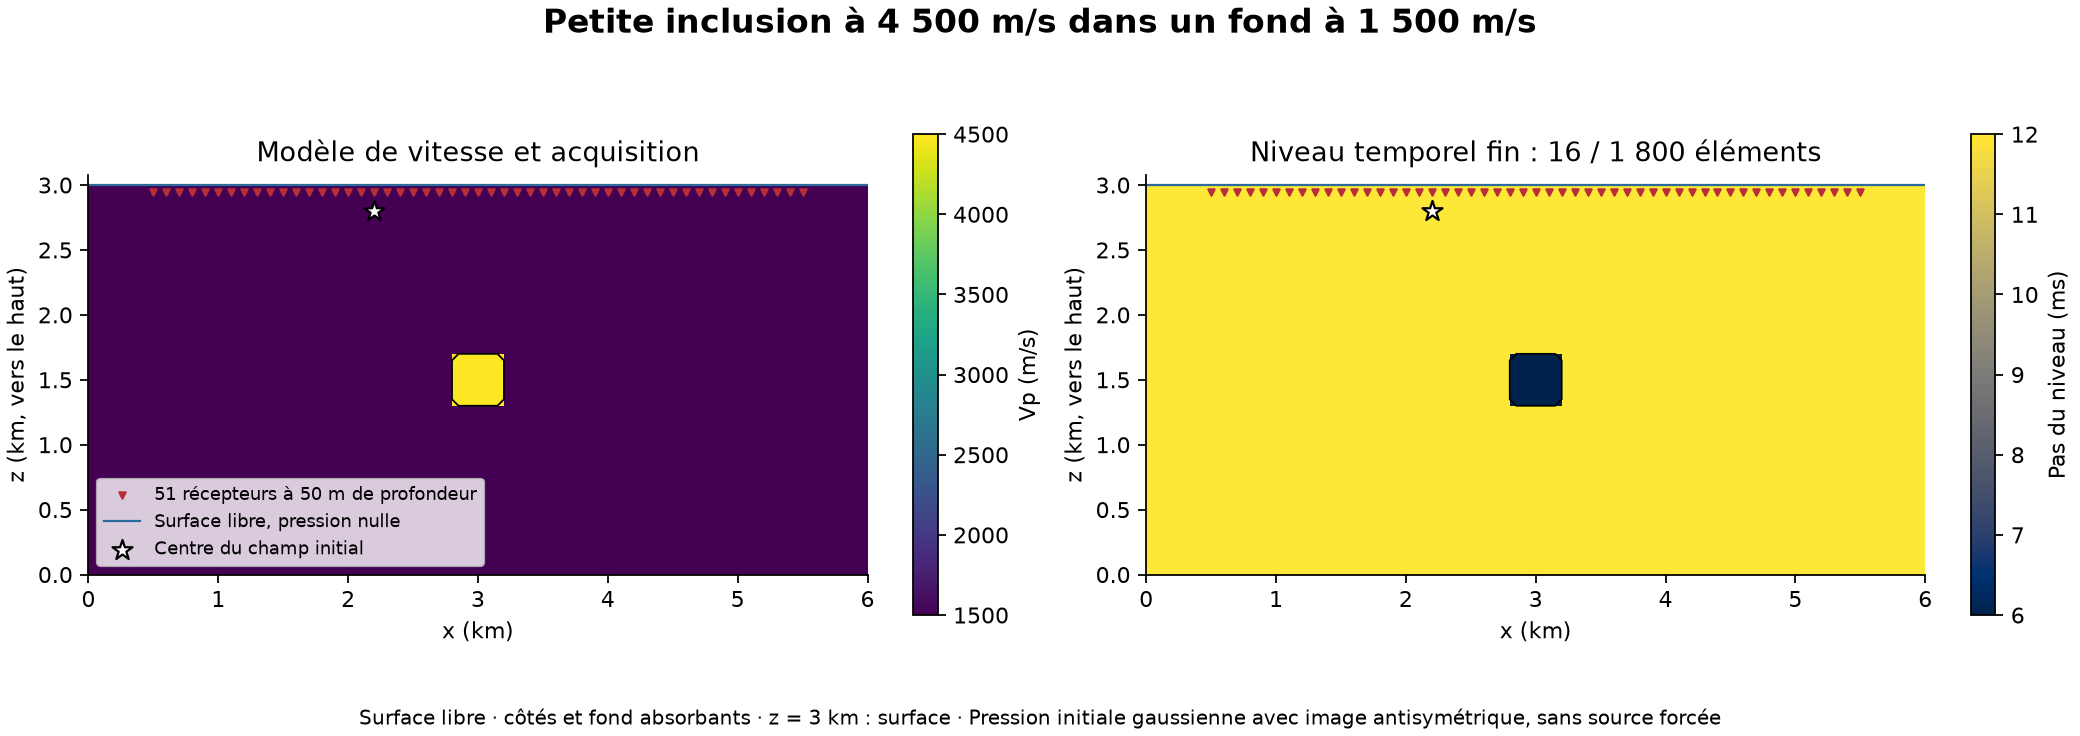 Petite inclusion à 4 500 m/s dans un fond à 1 500 m/s
Modèle de vitesse et acquisition
z (km, vers le haut)
3.0
2.5
2.0
1.5
1.0
0.5
0.0
51 récepteurs à 50 m de profondeur
Surface libre, pression nulle
Centre du champ initial
0 1 2 3 4 5 6
x (km)
4500
4000
3500
3000
2500
2000
1500
Vp (m/s)
Niveau temporel fin : 16 / 1 800 éléments
z (km, vers le haut)
3.0
2.5
2.0
1.5
1.0
0.5
0.0
0 1 2 3 4 5 6
x (km)
12
11
10
9
8
7
6
Pas du niveau (ms)
Surface libre · côtés et fond absorbants · z = 3 km : surface · Pression initiale gaussienne avec image antisymétrique, sans source forcée